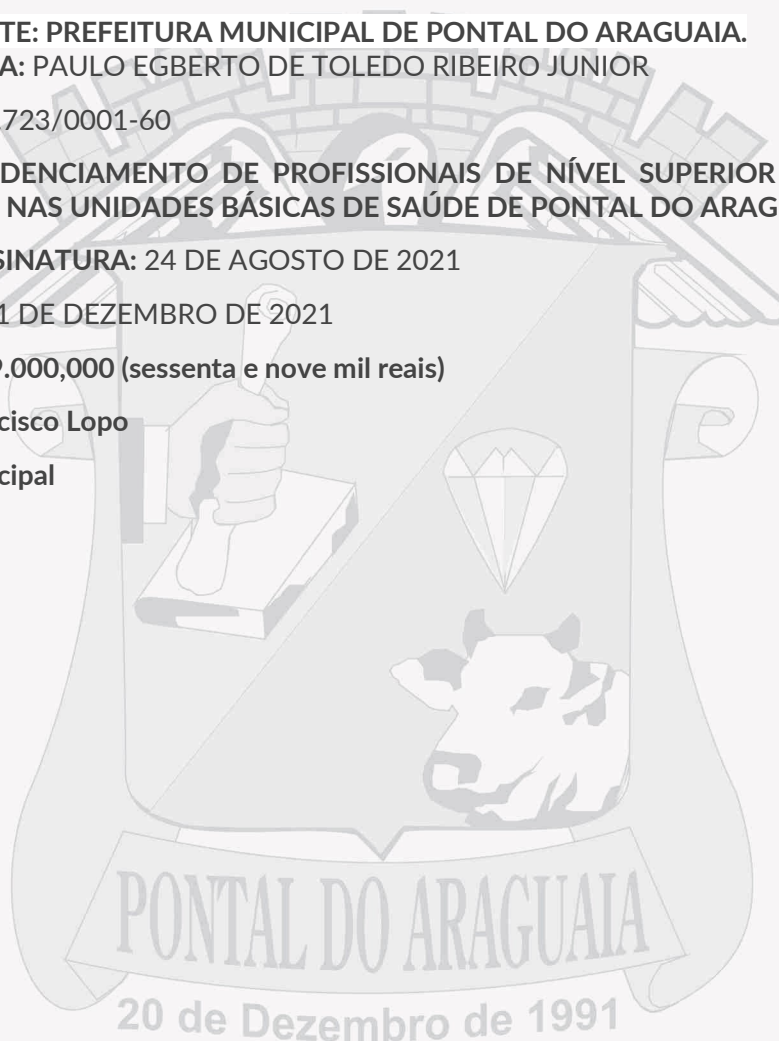 TE: PREFEITURA MUNICIPAL DE PONTAL DO ARAGUAIA.
A: PAULO EGBERTO DE TOLEDO RIBEIRO JUNIOR
.723/0001-60
DENCIAMENTO DE PROFISSIONAIS DE NÍVEL SUPERIOR
NAS UNIDADES BÁSICAS DE SAÚDE DE PONTAL DO ARAG
SINATURA: 24 DE AGOSTO DE 2021
1 DE DEZEMBRO DE 2021
9.000,000 (sessenta e nove mil reais)
cisco Lopo
cipal
PONTAL DO ARAGUAIA
20 de Dezembro de 1991